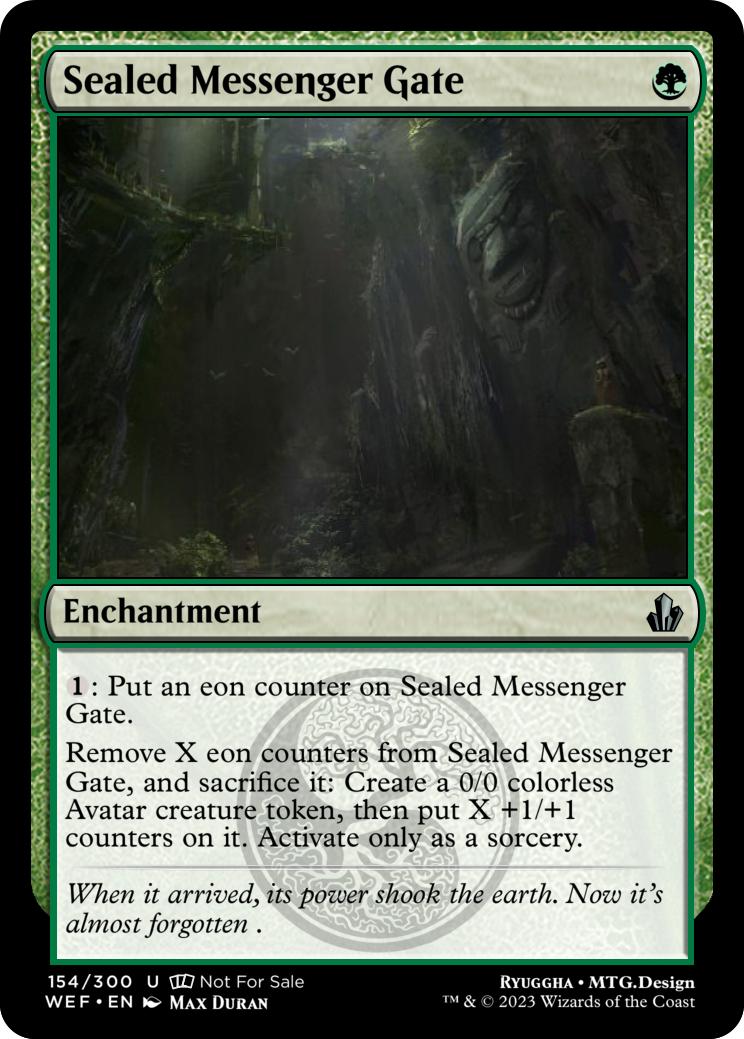 Sealed Messenger Gate
Enchantment
1: Put an eon counter on Sealed Messenger
Gate.
Remove X eon counters from Sealed Messenger
Gate, and sacrifice it: Create a 0/0 colorless
Avatar creature token, then put X +1/+1
counters on it. Activate only as a sorcery.
When it arrived, its power shook the earth. Now it's
almost forgotten .
154/300 U Not For Sale
WEF • EN Max Duran
Ryuggha • MTG.Design
™ & © 2023 Wizards of the Coast